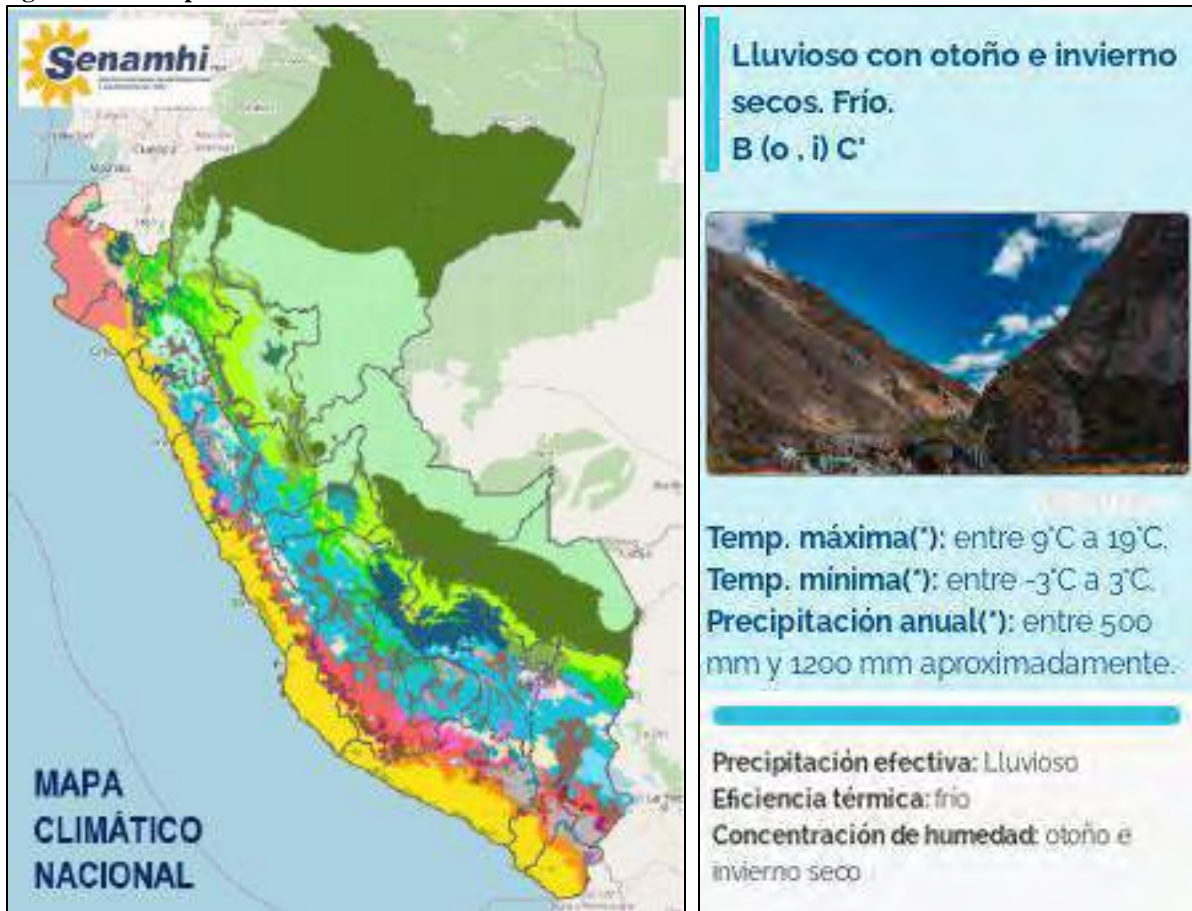 Senamhi
MAPA
CLIMÁTICO
NACIONAL
Lluvioso con otoño e invierno
secos. Frío.
B (o , i) C'
Temp. máxima(*): entre 9°C a 19°C.
Temp. mínima(*): entre -3°C a 3°C.
Precipitación anual(*): entre 500
mm y 1200 mm aproximadamente.
Precipitación efectiva: Lluvioso
Eficiencia térmica: frío
Concentración de humedad: otoño e
invierno seco